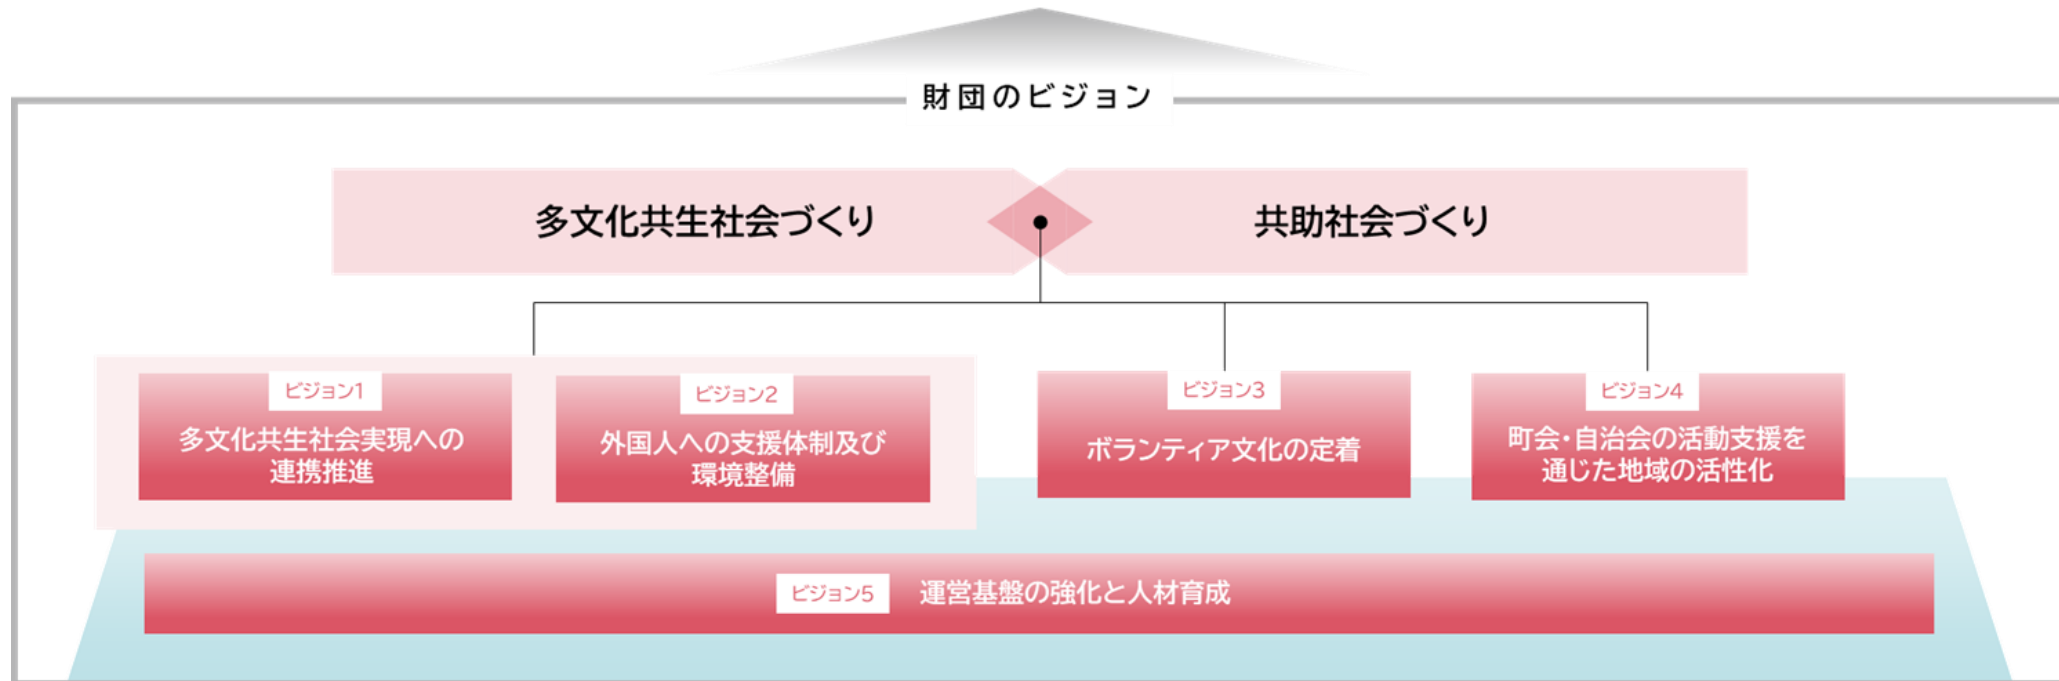 財団のビジョン
多文化共生社会づくり
共助社会づくり
ビジョン1
多文化共生社会実現への
連携推進
ビジョン2
外国人への支援体制及び
環境整備
ビジョン3
ボランティア文化の定着
ビジョン4
町会・自治会の活動支援を
通じた地域の活性化
ビジョン5
運営基盤の強化と人材育成